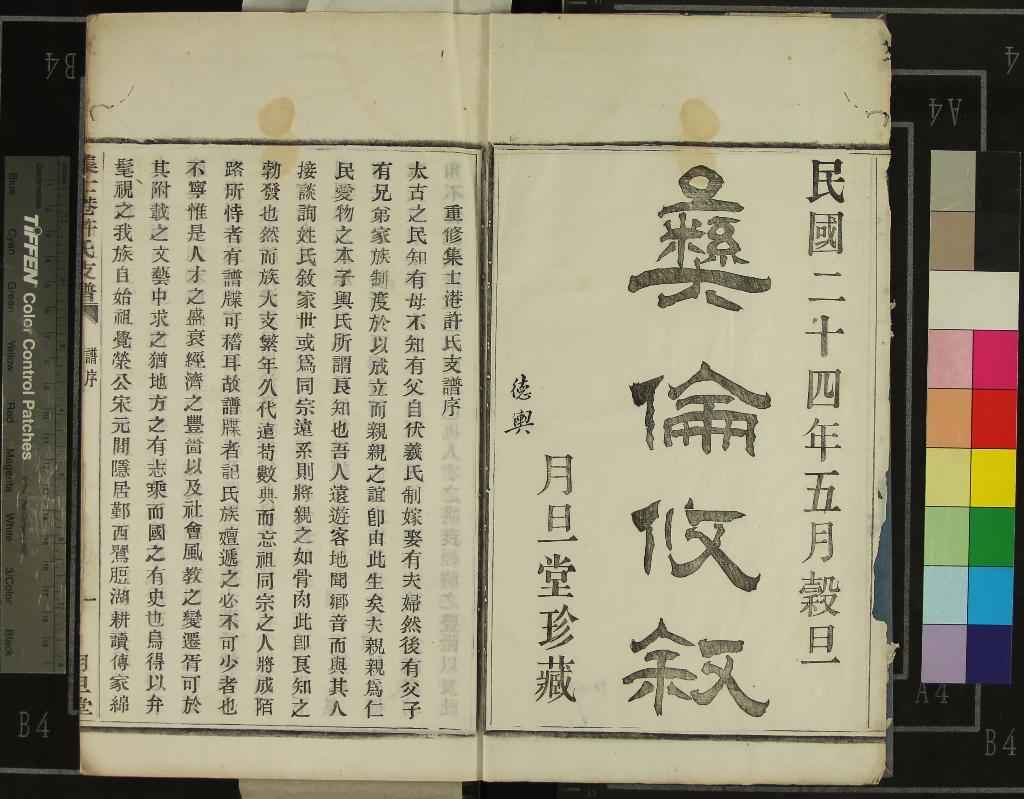 民國二十四年五月穀旦
彝倫攸敘
德輿
月旦堂珍藏
重修集士港許氏支譜序
太古之民知有母不知有父自伏羲氏制嫁娶有夫婦然後有父子
有兄弟家族制度於以成立而親親之誼卽由此生矣夫親親爲仁
民愛物之本子輿氏所謂良知也吾人遠遊客地聞鄉音而與其人
接談詢姓氏敘家世或爲同宗遠系則將親之如骨肉此卽良知之
勃發也然而族大支繁年久代遠苟數典而忘祖同宗之人將成陌
路所恃者有譜牒可稽耳故譜牒者記氏族嬗遞之必不可少者也
不寧惟是人才之盛衰經濟之豐嗇以及社會風教之變遷胥可於
其附載之文藝中求之猶地方之有志乘而國之有史也烏得以弁
髦視之我族自始祖覺榮公宋元間隱居鄞西鷺脰湖耕讀傳家綿
集士港許氏支譜
譜序
一
月旦堂
TIFFEN Color Control Patches
Centimetres
Inches
Blue
Cyan
Green
Yellow
Red
Magenta
White
3/Color
Black
B4
A4
A4
B4
B4